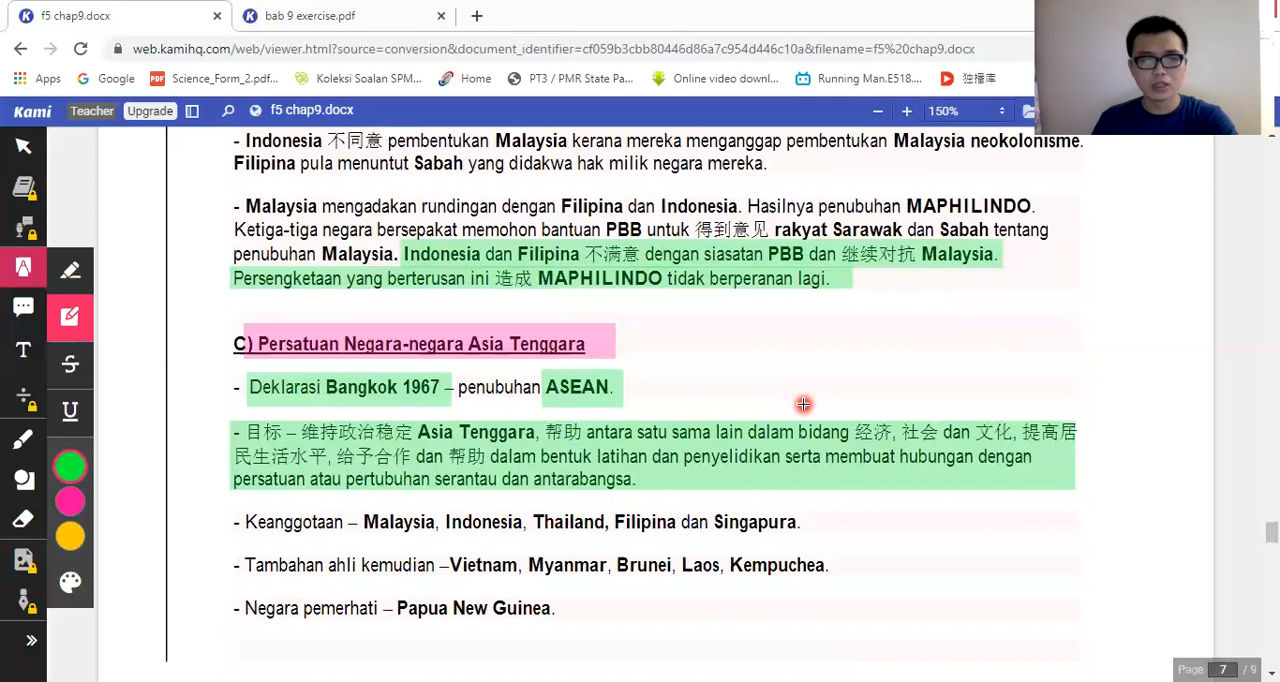 f5 chap9.docx
bab 9 exercise.pdf
web.kamihq.com/web/viewer.html?source=conversion&document_identifier=cf059b3cbb80446d86a7c954d446c10a&filename=f5%20chap9.docx
Apps Google Science_Form_2.pdf... Koleksi Soalan SPM... Home PT3 / PMR State Pa... Online video downl... Running Man.E518.... 独播库
Kami Teacher Upgrade f5 chap9.docx 150%
- Indonesia 不同意 pembentukan Malaysia kerana mereka menganggap pembentukan Malaysia neokolonisme.
Filipina pula menuntut Sabah yang didakwa hak milik negara mereka.
- Malaysia mengadakan rundingan dengan Filipina dan Indonesia. Hasilnya penubuhan MAPHILINDO.
Ketiga-tiga negara bersepakat memohon bantuan PBB untuk 得到意见 rakyat Sarawak dan Sabah tentang
penubuhan Malaysia. Indonesia dan Filipina 不满意 dengan siasatan PBB dan 继续对抗 Malaysia.
Persengketaan yang berterusan ini 造成 MAPHILINDO tidak berperanan lagi.
C) Persatuan Negara-negara Asia Tenggara
- Deklarasi Bangkok 1967 – penubuhan ASEAN.
- 目标 – 维持政治稳定 Asia Tenggara, 帮助 antara satu sama lain dalam bidang 经济, 社会 dan 文化, 提高居
民生活水平, 给予合作 dan 帮助 dalam bentuk latihan dan penyelidikan serta membuat hubungan dengan
persatuan atau pertubuhan serantau dan antarabangsa.
- Keanggotaan – Malaysia, Indonesia, Thailand, Filipina dan Singapura.
- Tambahan ahli kemudian –Vietnam, Myanmar, Brunei, Laos, Kempuchea.
- Negara pemerhati – Papua New Guinea.
Page 7 / 9